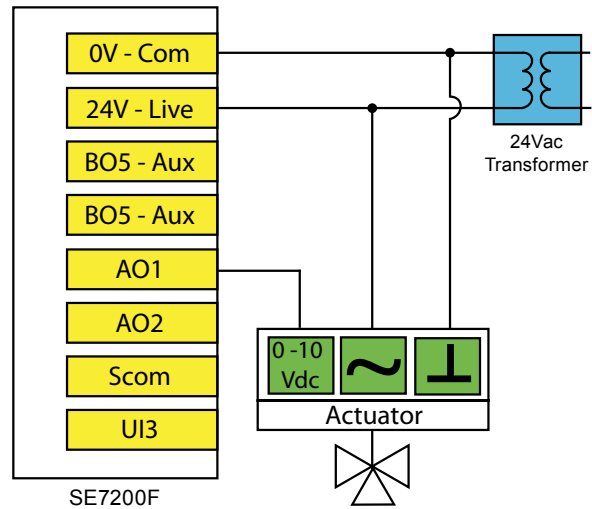 0V - Com
24V - Live
BO5 - Aux
BO5 - Aux
AO1
AO2
Scom
UI3
SE7200F
24Vac
Transformer
0 -10
Vdc
Actuator